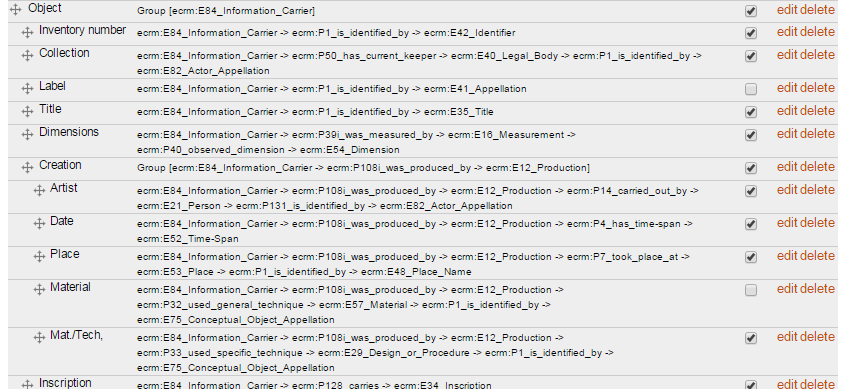 Object Group [ecrm:E84_Information_Carrier] edit delete
Inventory number ecrm:E84_Information_Carrier -> ecrm:P1_is_identified_by -> ecrm:E42_Identifier edit delete
Collection ecrm:E84_Information_Carrier -> ecrm:P50_has_current_keeper -> ecrm:E40_Legal_Body -> ecrm:P1_is_identified_by -> edit delete
ecrm:E82_Actor_Appellation
Label ecrm:E84_Information_Carrier -> ecrm:P1_is_identified_by -> ecrm:E41_Appellation edit delete
Title ecrm:E84_Information_Carrier -> ecrm:P1_is_identified_by -> ecrm:E35_Title edit delete
Dimensions ecrm:E84_Information_Carrier -> ecrm:P39i_was_measured_by -> ecrm:E16_Measurement -> edit delete
ecrm:P40_observed_dimension -> ecrm:E54_Dimension
Creation Group [ecrm:E84_Information_Carrier -> ecrm:P108i_was_produced_by -> ecrm:E12_Production] edit delete
Artist ecrm:E84_Information_Carrier -> ecrm:P108i_was_produced_by -> ecrm:E12_Production -> ecrm:P14_carried_out_by -> edit delete
ecrm:E21_Person -> ecrm:P131_is_identified_by -> ecrm:E82_Actor_Appellation
Date ecrm:E84_Information_Carrier -> ecrm:P108i_was_produced_by -> ecrm:E12_Production -> ecrm:P4_has_time-span -> edit delete
ecrm:E52_Time-Span
Place ecrm:E84_Information_Carrier -> ecrm:P108i_was_produced_by -> ecrm:E12_Production -> ecrm:P7_took_place_at -> edit delete
ecrm:E53_Place -> ecrm:P1_is_identified_by -> ecrm:E48_Place_Name
Material ecrm:E84_Information_Carrier -> ecrm:P108i_was_produced_by -> ecrm:E12_Production -> edit delete
ecrm:P32_used_general_technique -> ecrm:E57_Material -> ecrm:P1_is_identified_by ->
ecrm:E75_Conceptual_Object_Appellation
Mat./Tech, ecrm:E84_Information_Carrier -> ecrm:P108i_was_produced_by -> ecrm:E12_Production -> edit delete
ecrm:P33_used_specific_technique -> ecrm:E29_Design_or_Procedure -> ecrm:P1_is_identified_by ->
ecrm:E75_Conceptual_Object_Appellation
Inscription ecrm:E84_Information_Carrier -> ecrm:P128_carries -> ecrm:E34_Inscription edit delete